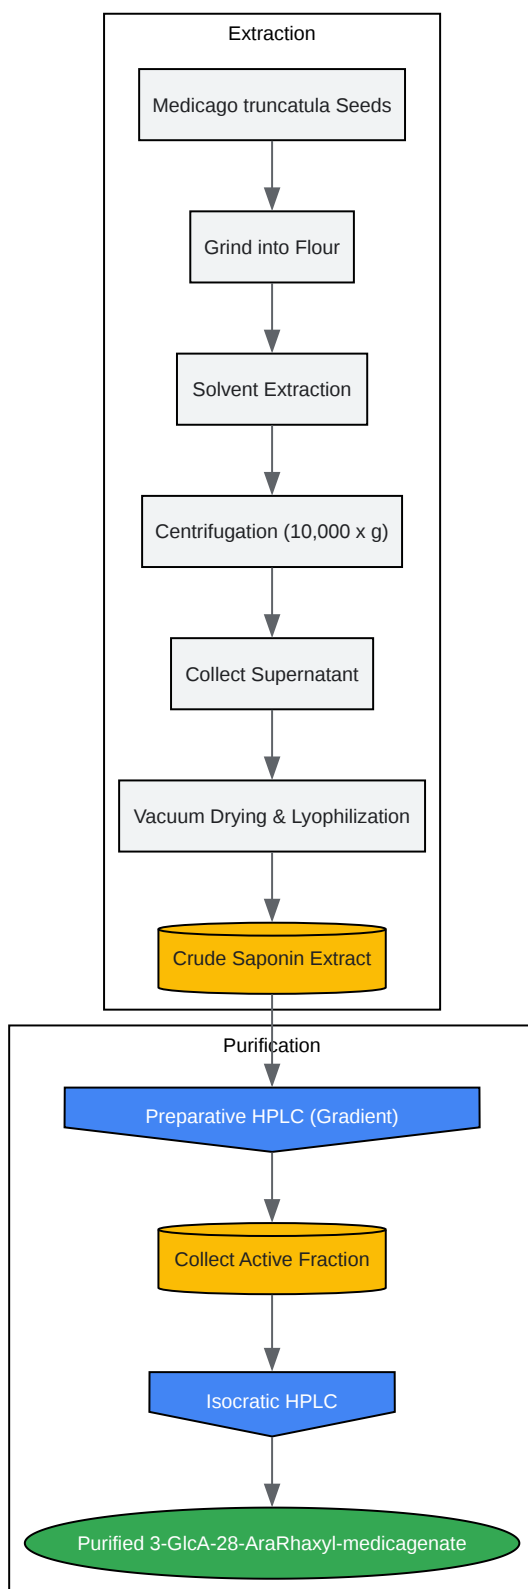 Extraction
Medicago truncatula Seeds
Grind into Flour
Solvent Extraction
Centrifugation (10,000 x g)
Collect Supernatant
Vacuum Drying & Lyophilization
Crude Saponin Extract
Purification
Preparative HPLC (Gradient)
Collect Active Fraction
Isocratic HPLC
Purified 3-GlcA-28-AraRhaxyl-medicagenate